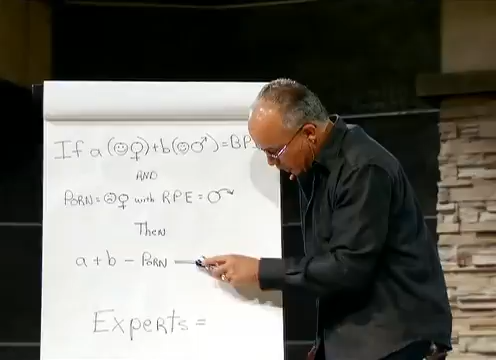 If a (☹♀) + b (☺♂) = BP
AND
PORN = ☹♀ with RPE = ♂
Then
a + b - PORN
Experts =